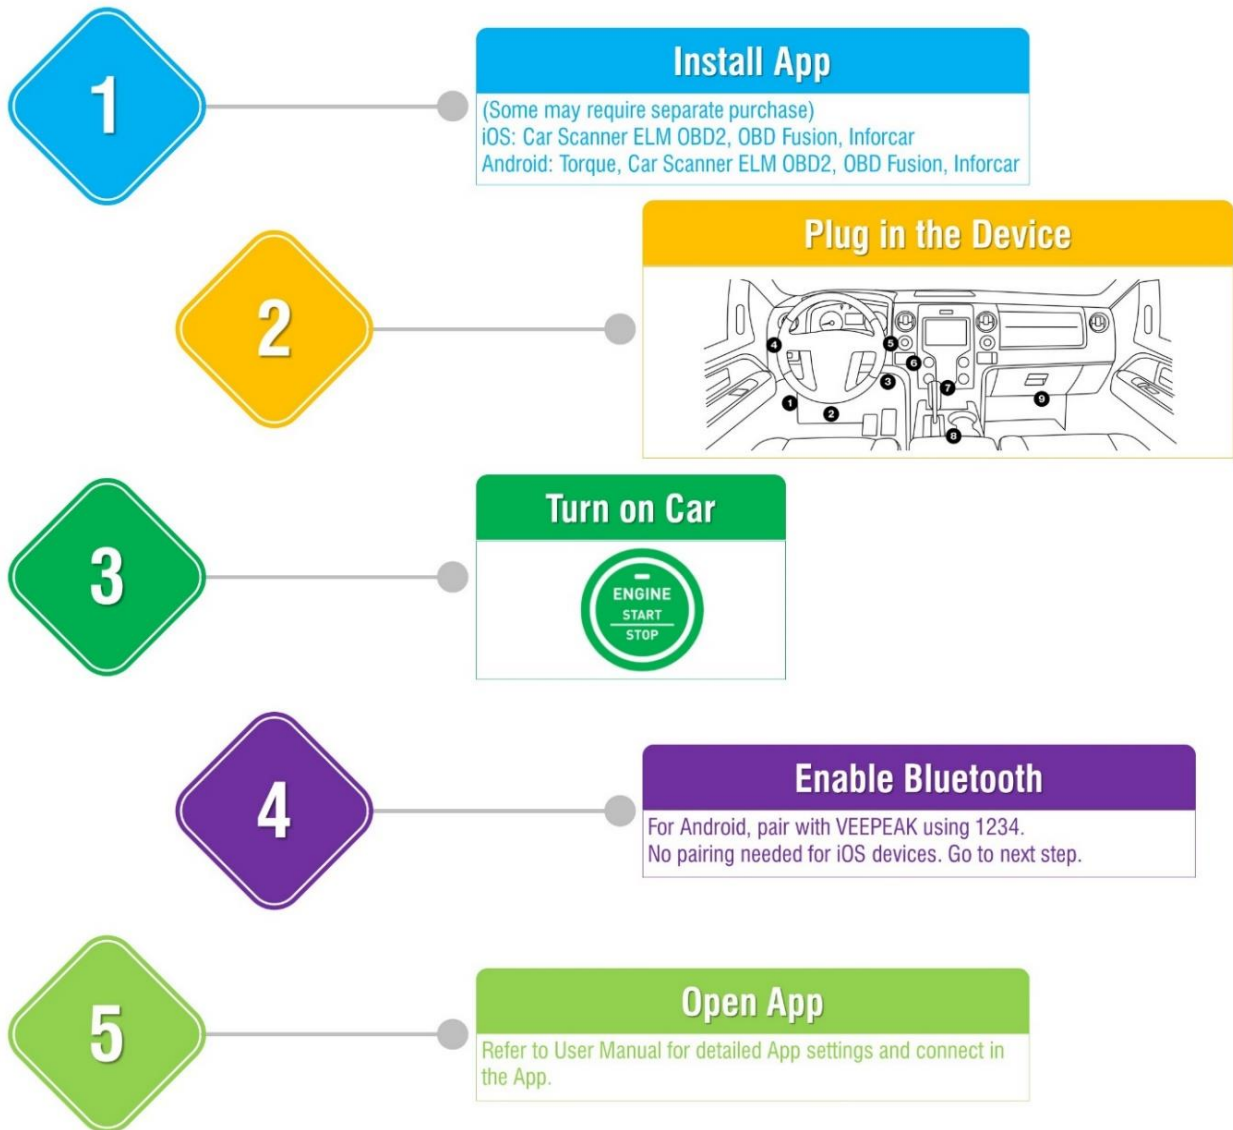 1
Install App
(Some may require separate purchase)
iOS: Car Scanner ELM OBD2, OBD Fusion, Inforcar
Android: Torque, Car Scanner ELM OBD2, OBD Fusion, Inforcar
2
Plug in the Device
4
5
6
3
7
1
2
9
8
3
Turn on Car
ENGINE
START
STOP
4
Enable Bluetooth
For Android, pair with VEEPEAK using 1234.
No pairing needed for iOS devices. Go to next step.
5
Open App
Refer to User Manual for detailed App settings and connect in
the App.